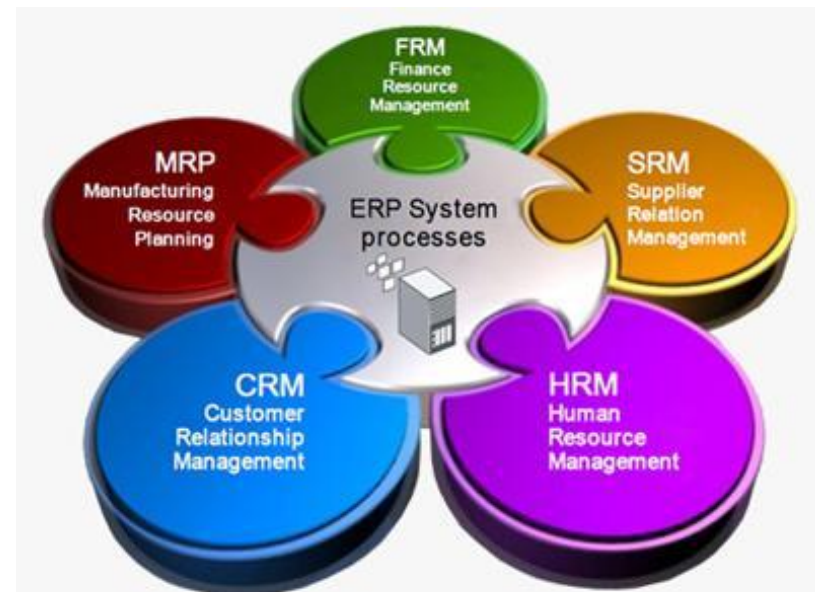 FRM
Finance
Resource
Management
MRP
Manufacturing
Resource
Planning
ERP System
processes
SRM
Supplier
Relation
Management
CRM
Customer
Relationship
Management
HRM
Human
Resource
Management